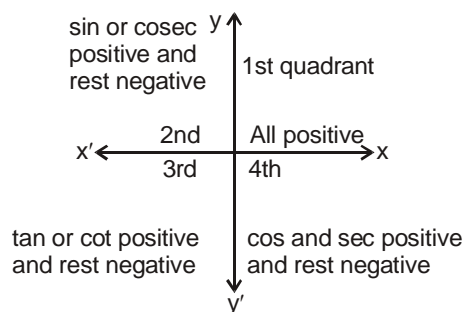 sin or cosec
positive and
rest negative
y
1st quadrant
2nd
All positive
x′
x
3rd
4th
tan or cot positive
and rest negative
cos and sec positive
and rest negative
y′